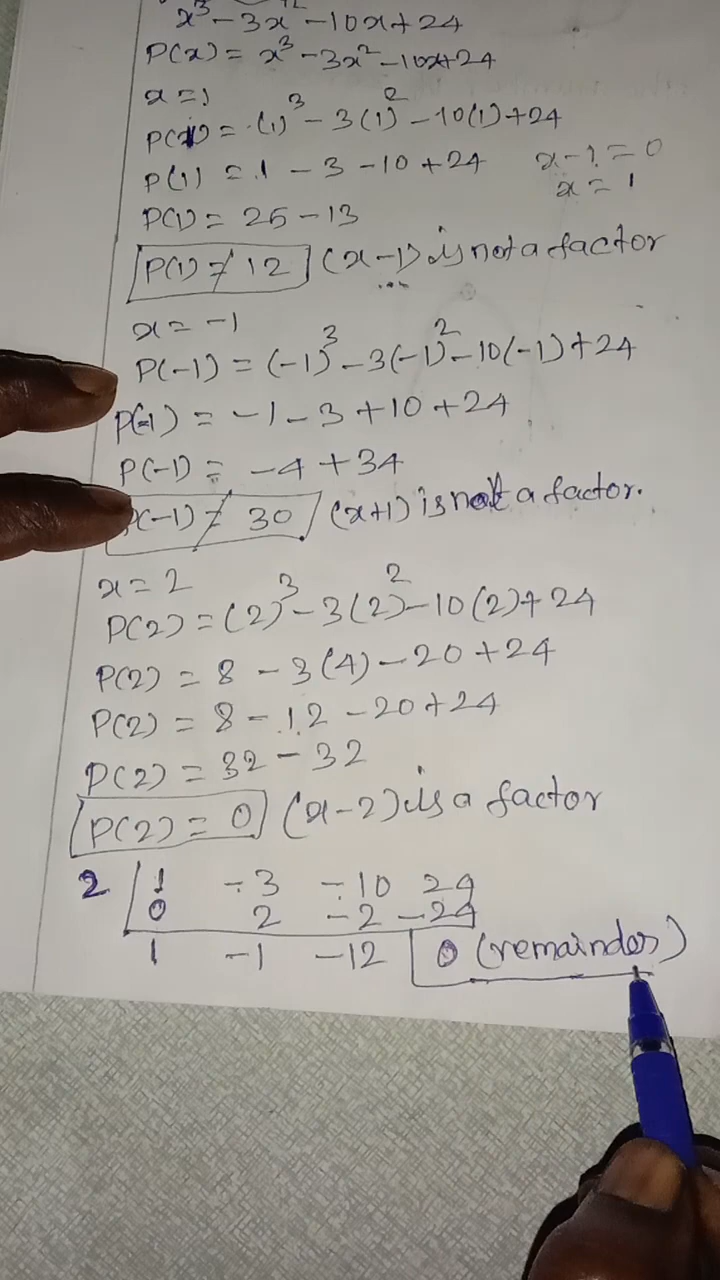 x³ - 3x² - 10x + 24
P(x) = x³ - 3x² - 10x + 24
x = 1
P(1) = (1)³ - 3(1)² - 10(1) + 24
P(1) = 1 - 3 - 10 + 24 x - 1 = 0
x = 1
P(1) = 25 - 13
P(1) ≠ 12 (x-1) is not a factor
x = -1
P(-1) = (-1)³ - 3(-1)² - 10(-1) + 24
P(-1) = -1 - 3 + 10 + 24
P(-1) = -4 + 34
P(-1) ≠ 30 (x+1) is not a factor.
x = 2
P(2) = (2)³ - 3(2)² - 10(2) + 24
P(2) = 8 - 3(4) - 20 + 24
P(2) = 8 - 12 - 20 + 24
P(2) = 32 - 32
P(2) = 0 (x-2) is a factor
2 1 -3 -10 24
0 2 -2 -24
1 -1 -12 0 (remainder)